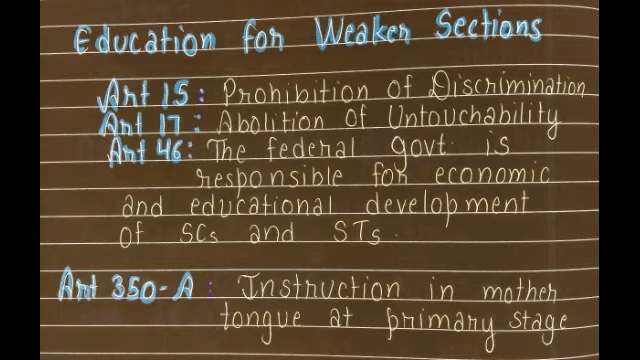 Education for Weaker Sections
Art 15: Prohibition of Discrimination
Art 17: Abolition of Untouchability
Art 46: The federal govt. is
responsible for economic
and educational development
of SCs and STs.
Art 350-A: Instruction in mother
tongue at primary stage